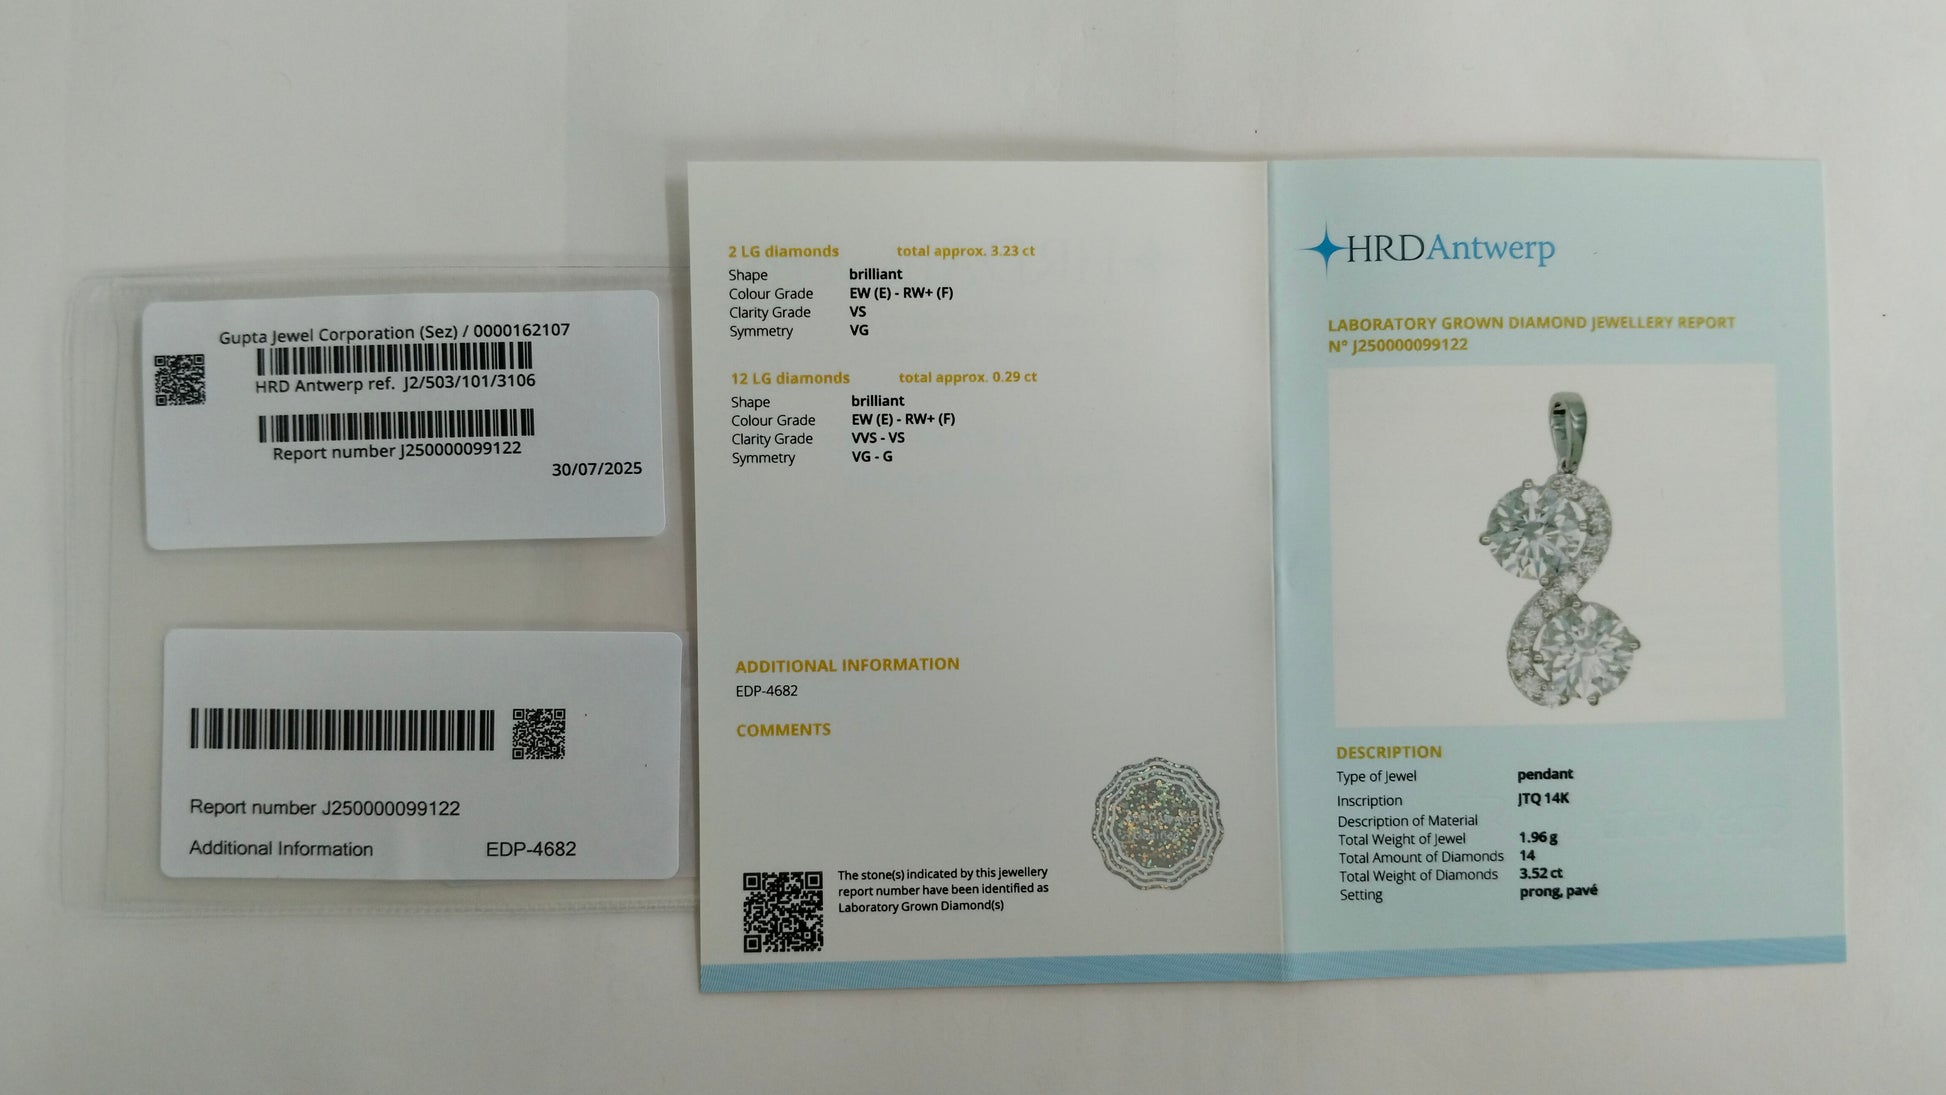 Gupta Jewel Corporation (Sez) / 0000162107
HRD Antwerp ref. J2/503/101/3106
Report number J250000099122
30/07/2025
Report number J250000099122
Additional Information EDP-4682
2 LG diamonds total approx. 3.23 ct
Shape brilliant
Colour Grade EW (E) - RW+ (F)
Clarity Grade VS
Symmetry VG
12 LG diamonds total approx. 0.29 ct
Shape brilliant
Colour Grade EW (E) - RW+ (F)
Clarity Grade VVS - VS
Symmetry VG - G
ADDITIONAL INFORMATION
EDP-4682
COMMENTS
The stone(s) indicated by this jewellery
report number have been identified as
Laboratory Grown Diamond(s)
HRDAntwerp
LABORATORY GROWN DIAMOND JEWELLERY REPORT
N° J250000099122
DESCRIPTION
Type of Jewel pendant
Inscription JTQ 14K
Description of Material
Total Weight of Jewel 1.96 g
Total Amount of Diamonds 14
Total Weight of Diamonds 3.52 ct
Setting prong, pavé